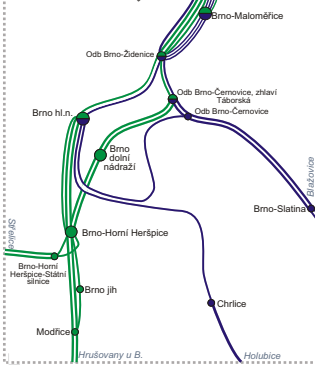 Brno-Maloměřice
Odb Brno-Židenice
Odb Brno-Černovice, zhlaví
Táborská
Odb Brno-Černovice
Brno hl.n.
Brno
dolní
nádraží
Blažovice
Brno-Slatina
Střelice
Brno-Horní Heršpice
Brno-Horní
Heršpice-Státní
silnice
Brno jih
Chrlice
Modřice
Hrušovany u B.
Holubice